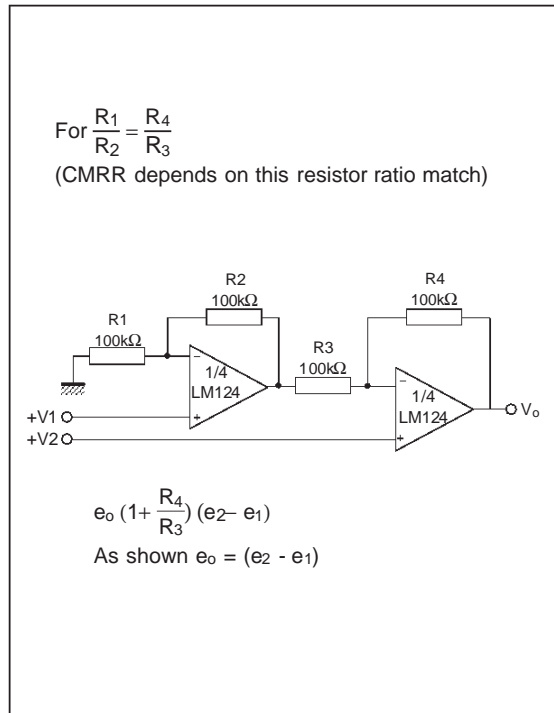 For R1/R2 = R4/R3
(CMRR depends on this resistor ratio match)
R2
100kΩ
R4
100kΩ
R1
100kΩ
R3
100kΩ
1/4
LM124
1/4
LM124
+V1
+V2
Vo
eo (1+ R4/R3) (e2– e1)
As shown eo = (e2 - e1)